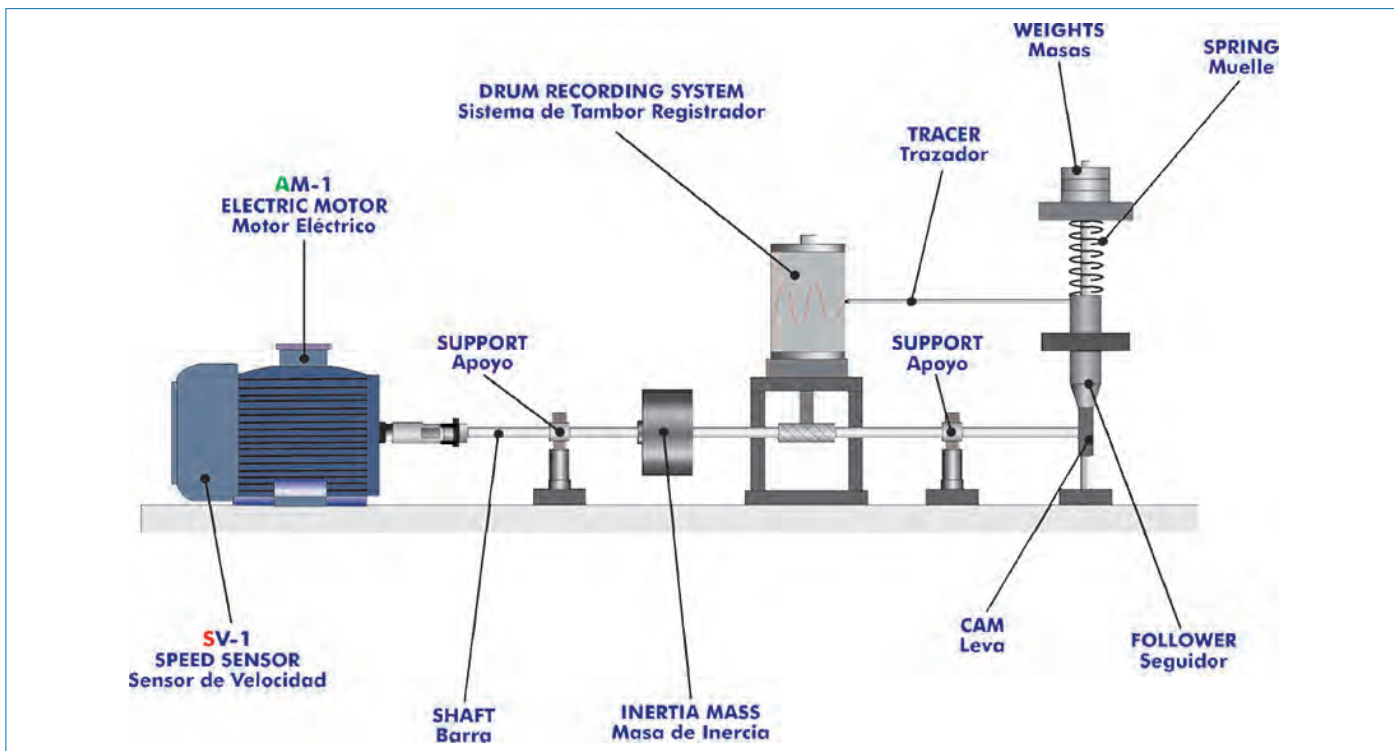 WEIGHTS
Masas
SPRING
Muelle
DRUM RECORDING SYSTEM
Sistema de Tambor Registrador
TRACER
Trazador
AM-1
ELECTRIC MOTOR
Motor Eléctrico
SUPPORT
Apoyo
SUPPORT
Apoyo
SV-1
SPEED SENSOR
Sensor de Velocidad
SHAFT
Barra
INERTIA MASS
Masa de Inercia
CAM
Leva
FOLLOWER
Seguidor